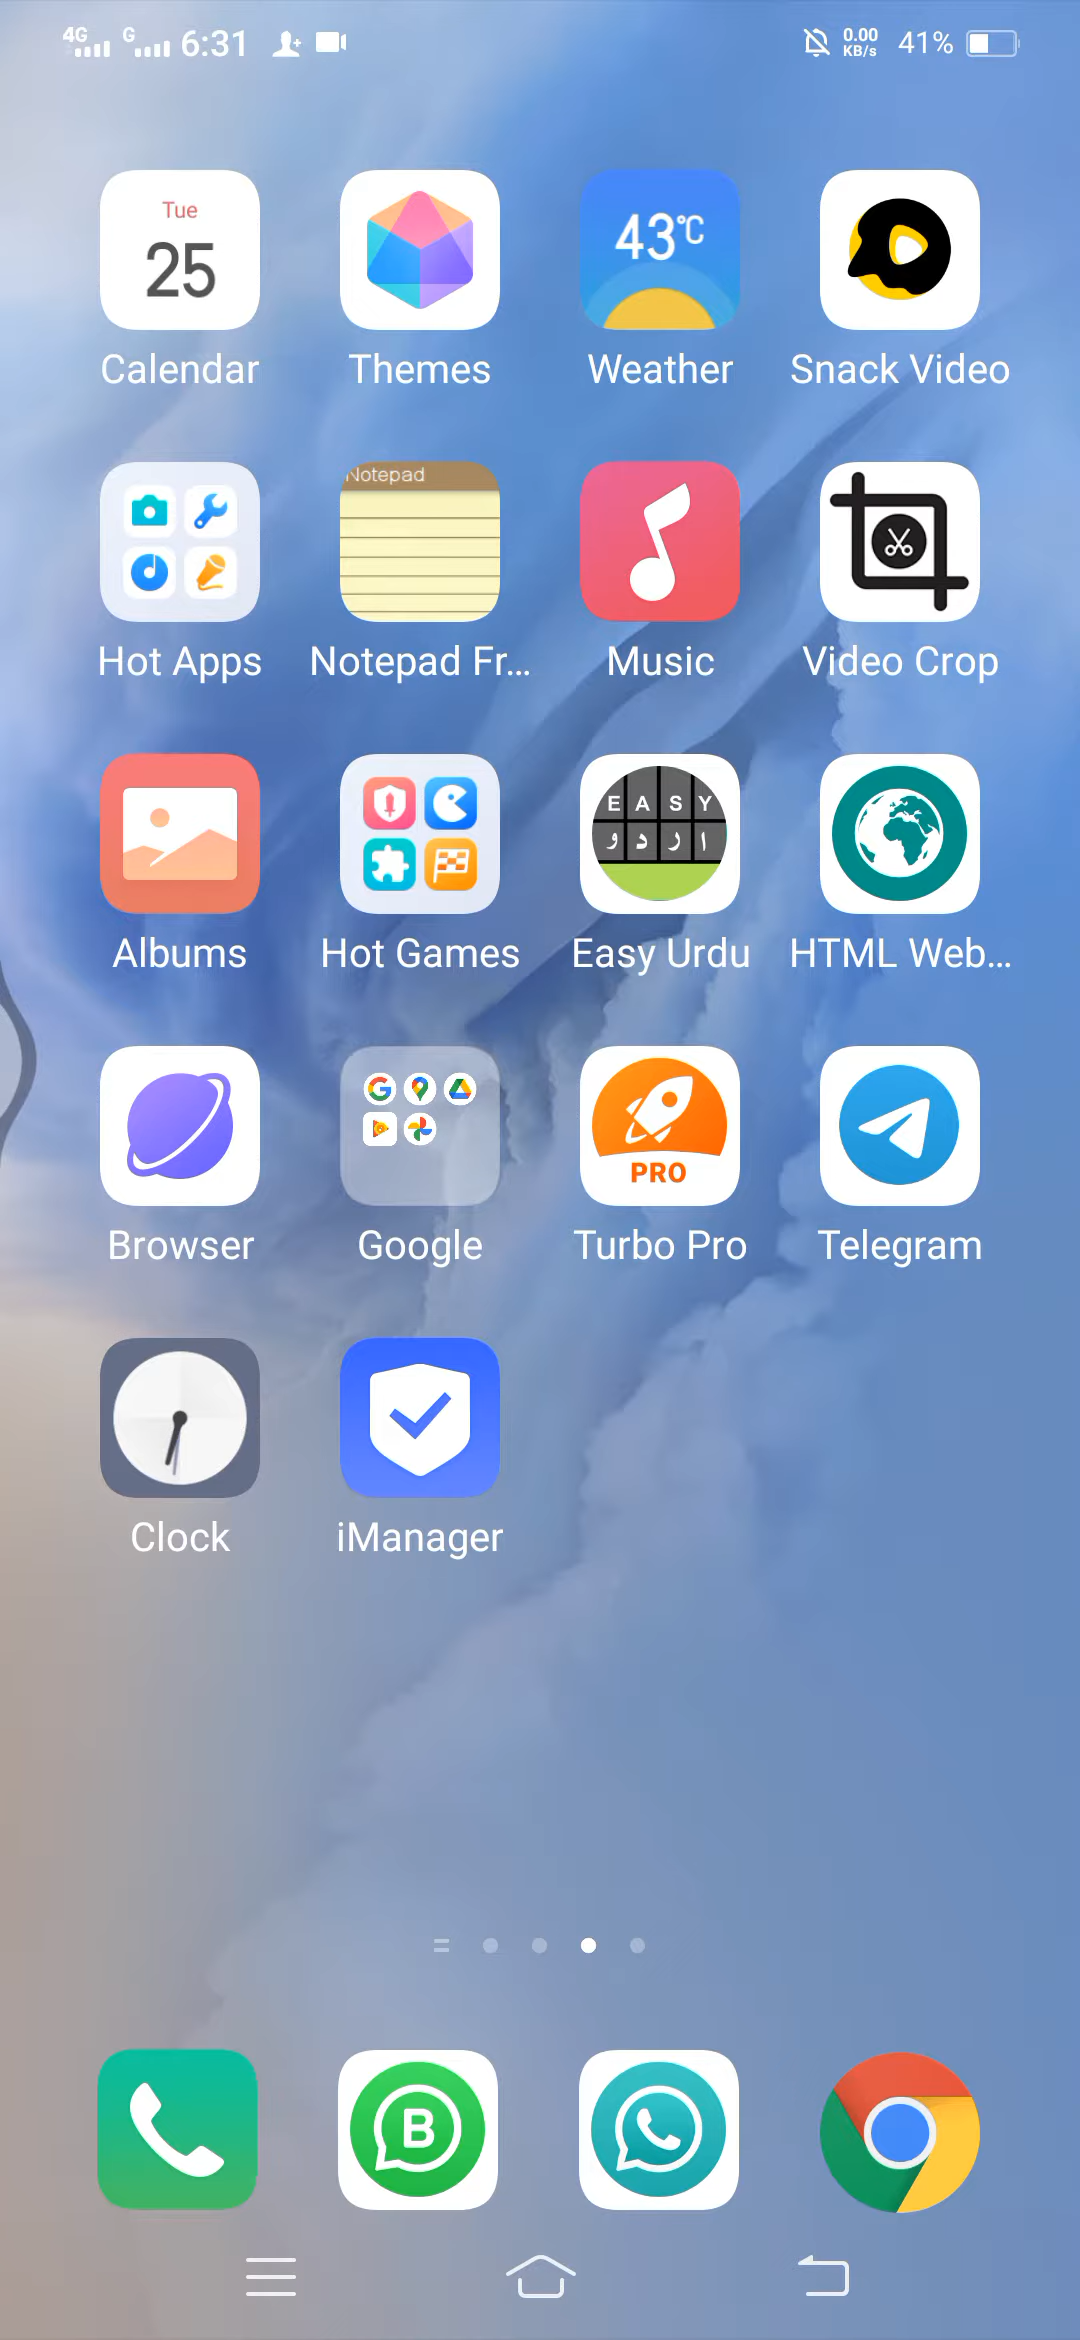 4G G 6:31 0.00 KB/s 41%
Tue
25
43°C
Calendar Themes Weather Snack Video
Notepad
Hot Apps Notepad Fr... Music Video Crop
E A S Y
ا ر د و
Albums Hot Games Easy Urdu HTML Web...
PRO
Browser Google Turbo Pro Telegram
Clock iManager
B